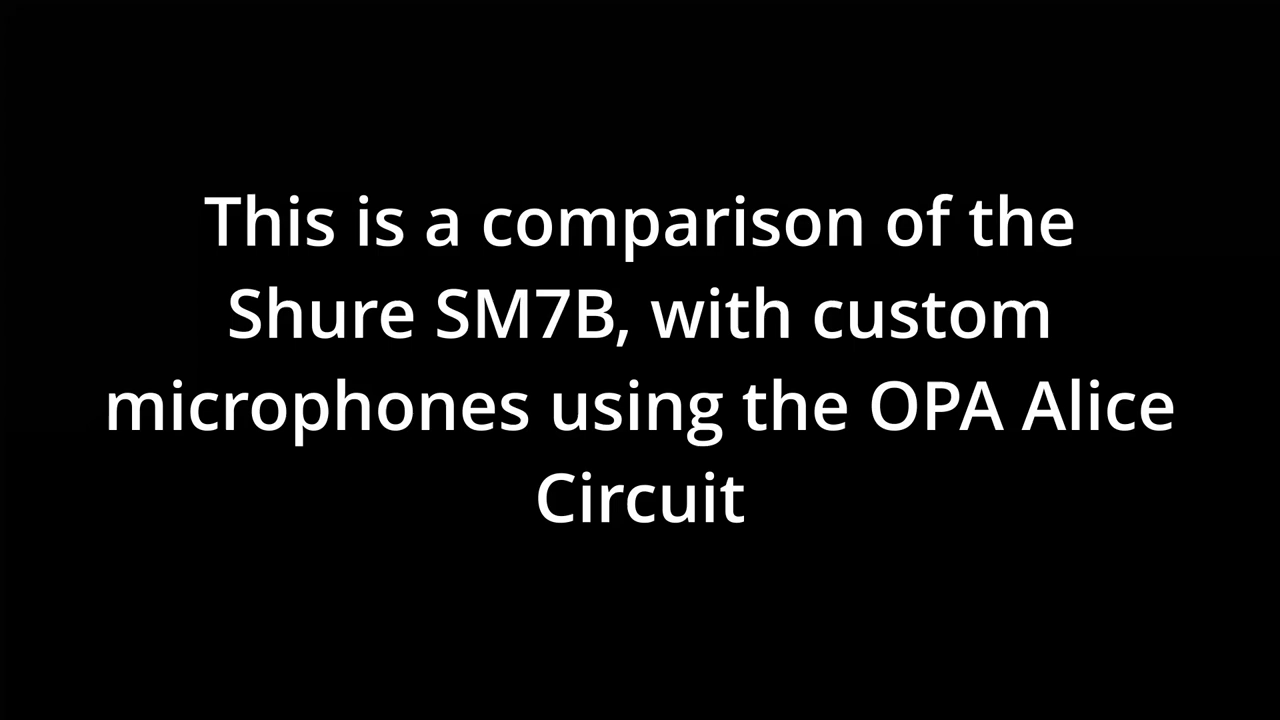 This is a comparison of the
Shure SM7B, with custom
microphones using the OPA Alice
Circuit